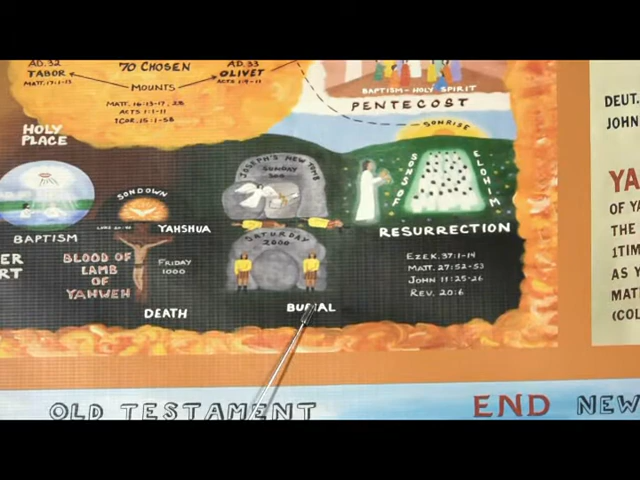 AD.32
TABOR
MATT.17:1-13
70 CHOSEN
MOUNTS
AD.33
OLIVET
ACTS 1:9-11
MATT. 16:13-17, 28
ACTS 1:1-11
1COR.15:1-58
BAPTISM-HOLY SPIRIT
PENTECOST
SONRISE
HOLY
PLACE
JOSEPH'S NEW TOMB
SUNDAY
SONS OF
ELOHIM
SONDOWN
BAPTISM
YAHSHUA
SATURDAY
2000
RESURRECTION
BLOOD OF
LAMB
OF
YAHWEH
FRIDAY
1000
EZEK.37:1-14
MATT. 27:52-53
JOHN 11:25-26
REV. 20:6
DEATH
BURIAL
OLD TESTAMENT
END NEW
DEUT.
JOHN
YA
OF YA
THE
1TIM
AS Y
MAT
(COL